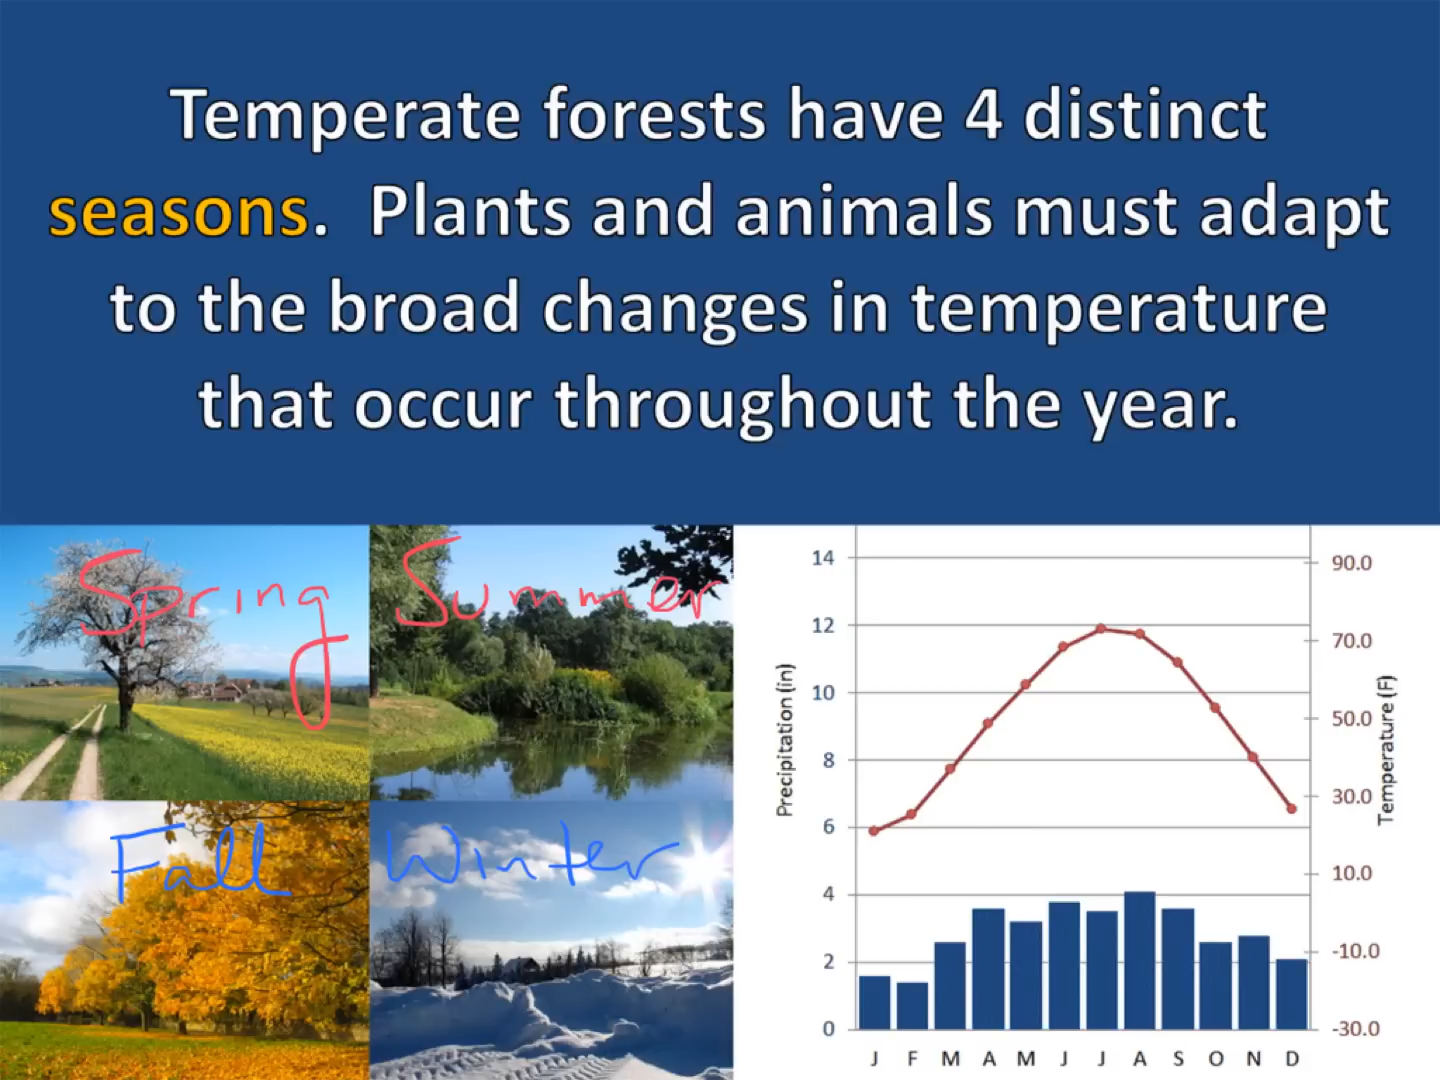 Temperate forests have 4 distinct
seasons. Plants and animals must adapt
to the broad changes in temperature
that occur throughout the year.
Spring
Summer
Fall
Winter
Precipitation (in)
14
12
10
8
6
4
2
0
90.0
70.0
50.0
30.0
10.0
-10.0
-30.0
Temperature (F)
J F M A M J J A S O N D